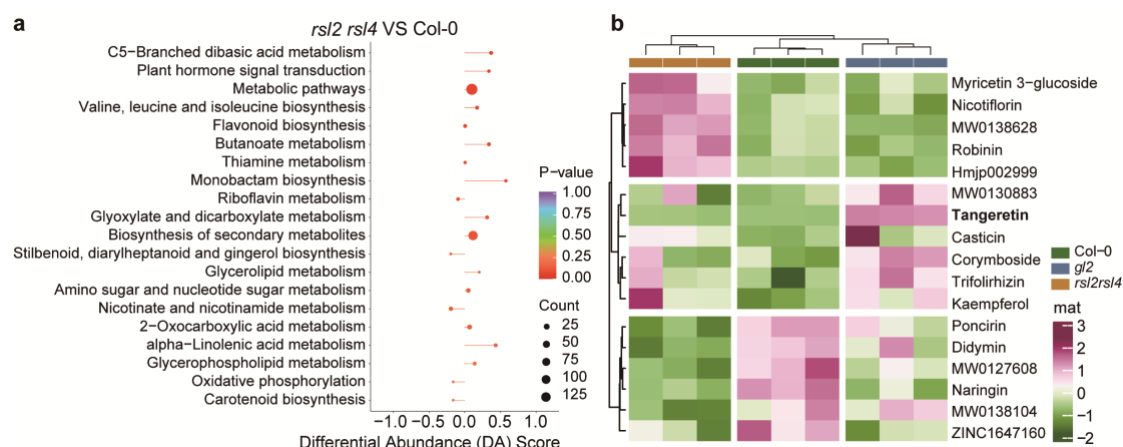 a
rsl2 rsl4 VS Col-0
C5−Branched dibasic acid metabolism
Plant hormone signal transduction
Metabolic pathways
Valine, leucine and isoleucine biosynthesis
Flavonoid biosynthesis
Butanoate metabolism
Thiamine metabolism
Monobactam biosynthesis
Riboflavin metabolism
Glyoxylate and dicarboxylate metabolism
Biosynthesis of secondary metabolites
Stilbenoid, diarylheptanoid and gingerol biosynthesis
Glycerolipid metabolism
Amino sugar and nucleotide sugar metabolism
Nicotinate and nicotinamide metabolism
2−Oxocarboxylic acid metabolism
alpha−Linolenic acid metabolism
Glycerophospholipid metabolism
Oxidative phosphorylation
Carotenoid biosynthesis
−1.0 −0.5 0.0 0.5 1.0
Differential Abundance (DA) Score
P-value
1.00
0.75
0.50
0.25
0.00
Count
25
50
75
100
125
b
Myricetin 3-glucoside
Nicotiflorin
MW0138628
Robinin
Hmjp002999
MW0130883
Tangeretin
Casticin
Corymboside
Trifolirhizin
Kaempferol
Poncirin
Didymin
MW0127608
Naringin
MW0138104
ZINC1647160
Col−0
gl2
rsl2rsl4
mat
3
2
1
0
−1
−2